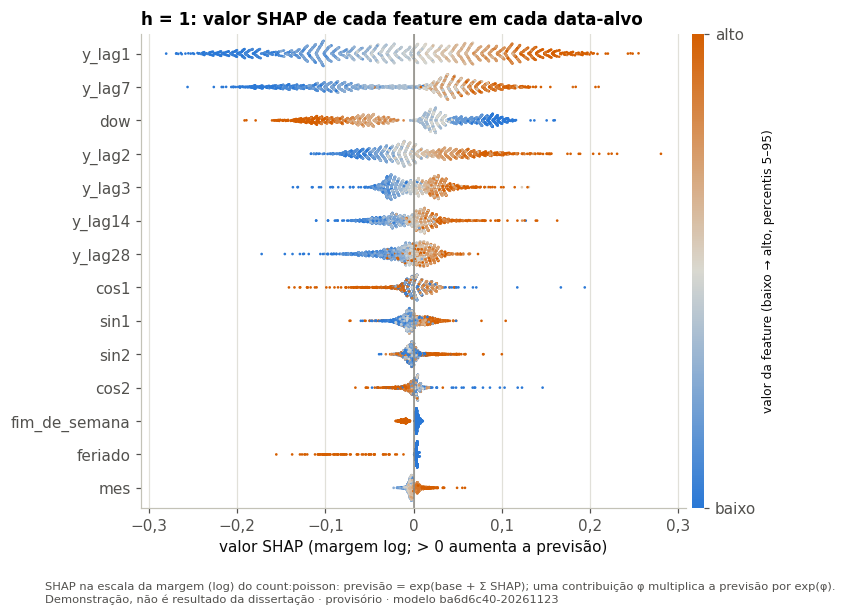 h = 1: valor SHAP de cada feature em cada data-alvo
y_lag1
y_lag7
dow
y_lag2
y_lag3
y_lag14
y_lag28
cos1
sin1
sin2
cos2
fim_de_semana
feriado
mes
−0,3 −0,2 −0,1 0 0,1 0,2 0,3
valor SHAP (margem log; > 0 aumenta a previsão)
alto
baixo
valor da feature (baixo → alto, percentis 5–95)
SHAP na escala da margem (log) do count:poisson: previsão = exp(base + Σ SHAP); uma contribuição φ multiplica a previsão por exp(φ).
Demonstração, não é resultado da dissertação · provisório · modelo ba6d6c40-20261123